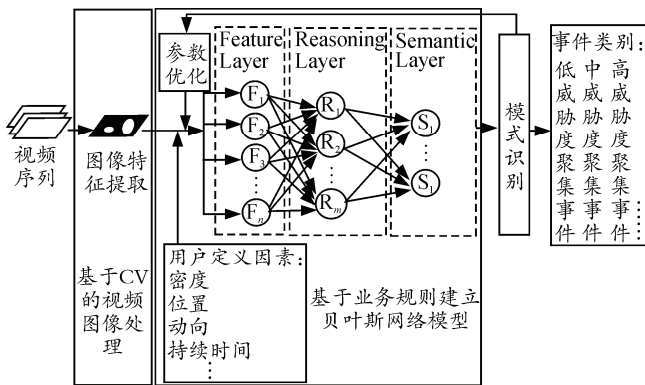 视频
序列
图像特
征提取
基于CV
的视频
图像处
理
参数
优化
Feature
Layer
F1
F2
F3
⋮
Fn
Reasoning
Layer
R1
R2
⋮
Rm
Semantic
Layer
S1
⋮
S1
用户定义因素：
密度
位置
动向
持续时间
⋮
基于业务规则建立
贝叶斯网络模型
模式识别
事件类别：
低威胁度聚集事件
中威胁度聚集事件
高威胁度聚集事件
⋮